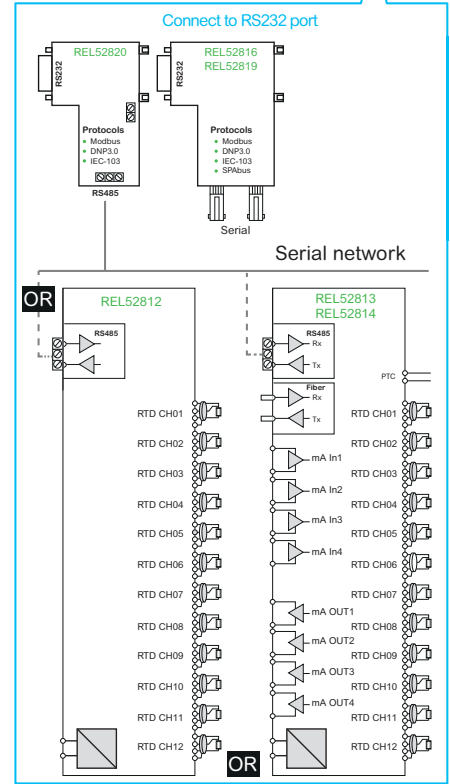 Connect to RS232 port
REL52820
RS232
Protocols
• Modbus
• DNP3.0
• IEC-103
RS485
REL52816
REL52819
RS232
Protocols
• Modbus
• DNP3.0
• IEC-103
• SPAbus
Serial
Serial network
OR
REL52812
RS485
RTD CH01
RTD CH02
RTD CH03
RTD CH04
RTD CH05
RTD CH06
RTD CH07
RTD CH08
RTD CH09
RTD CH10
RTD CH11
RTD CH12
OR
REL52813
REL52814
RS485
Rx
Tx
Fiber
Rx
Tx
mA In1
mA In2
mA In3
mA In4
mA OUT1
mA OUT2
mA OUT3
mA OUT4
PTC
RTD CH01
RTD CH02
RTD CH03
RTD CH04
RTD CH05
RTD CH06
RTD CH07
RTD CH08
RTD CH09
RTD CH10
RTD CH11
RTD CH12